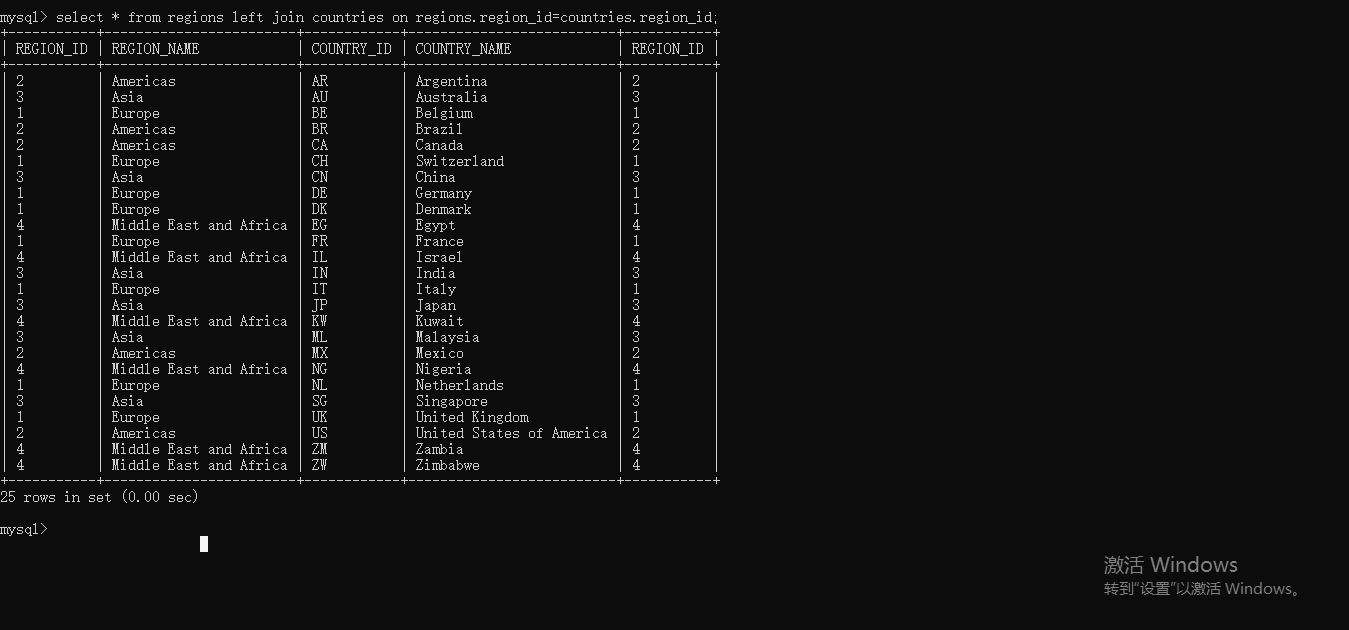 mysql> select * from regions left join countries on regions.region_id=countries.region_id;
+-----------+------------------------+------------+--------------------------+-----------+
| REGION_ID | REGION_NAME            | COUNTRY_ID | COUNTRY_NAME             | REGION_ID |
+-----------+------------------------+------------+--------------------------+-----------+
| 2         | Americas               | AR         | Argentina                | 2         |
| 3         | Asia                   | AU         | Australia                | 3         |
| 1         | Europe                 | BE         | Belgium                  | 1         |
| 2         | Americas               | BR         | Brazil                   | 2         |
| 2         | Americas               | CA         | Canada                   | 2         |
| 1         | Europe                 | CH         | Switzerland              | 1         |
| 3         | Asia                   | CN         | China                    | 3         |
| 1         | Europe                 | DE         | Germany                  | 1         |
| 1         | Europe                 | DK         | Denmark                  | 1         |
| 4         | Middle East and Africa | EG         | Egypt                    | 4         |
| 1         | Europe                 | FR         | France                   | 1         |
| 4         | Middle East and Africa | IL         | Israel                   | 4         |
| 3         | Asia                   | IN         | India                    | 3         |
| 1         | Europe                 | IT         | Italy                    | 1         |
| 3         | Asia                   | JP         | Japan                    | 3         |
| 4         | Middle East and Africa | KW         | Kuwait                   | 4         |
| 3         | Asia                   | ML         | Malaysia                 | 3         |
| 2         | Americas               | MX         | Mexico                   | 2         |
| 4         | Middle East and Africa | NG         | Nigeria                  | 4         |
| 1         | Europe                 | NL         | Netherlands              | 1         |
| 3         | Asia                   | SG         | Singapore                | 3         |
| 1         | Europe                 | UK         | United Kingdom           | 1         |
| 2         | Americas               | US         | United States of America | 2         |
| 4         | Middle East and Africa | ZM         | Zambia                   | 4         |
| 4         | Middle East and Africa | ZW         | Zimbabwe                 | 4         |
+-----------+------------------------+------------+--------------------------+-----------+
25 rows in set (0.00 sec)
mysql>
激活 Windows
转到“设置”以激活 Windows。